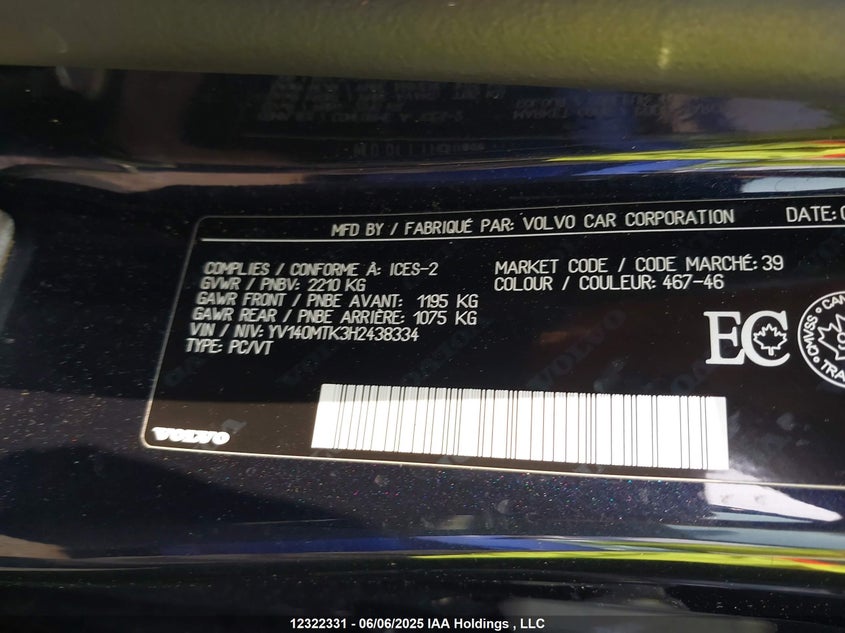 MFD BY / FABRIQUÉ PAR: VOLVO CAR CORPORATION DATE:
COMPLIES / CONFORME À: ICES-2 MARKET CODE / CODE MARCHÉ: 39
GVWR / PNBV: 2210 KG COLOUR / COULEUR: 467-46
GAWR FRONT / PNBE AVANT: 1195 KG
GAWR REAR / PNBE ARRIÈRE: 1075 KG
VIN / NIV: YV140MTK3H2438334
TYPE: PC/VT
EC
CMVSS
VOLVO
12322331 - 06/06/2025 IAA Holdings , LLC